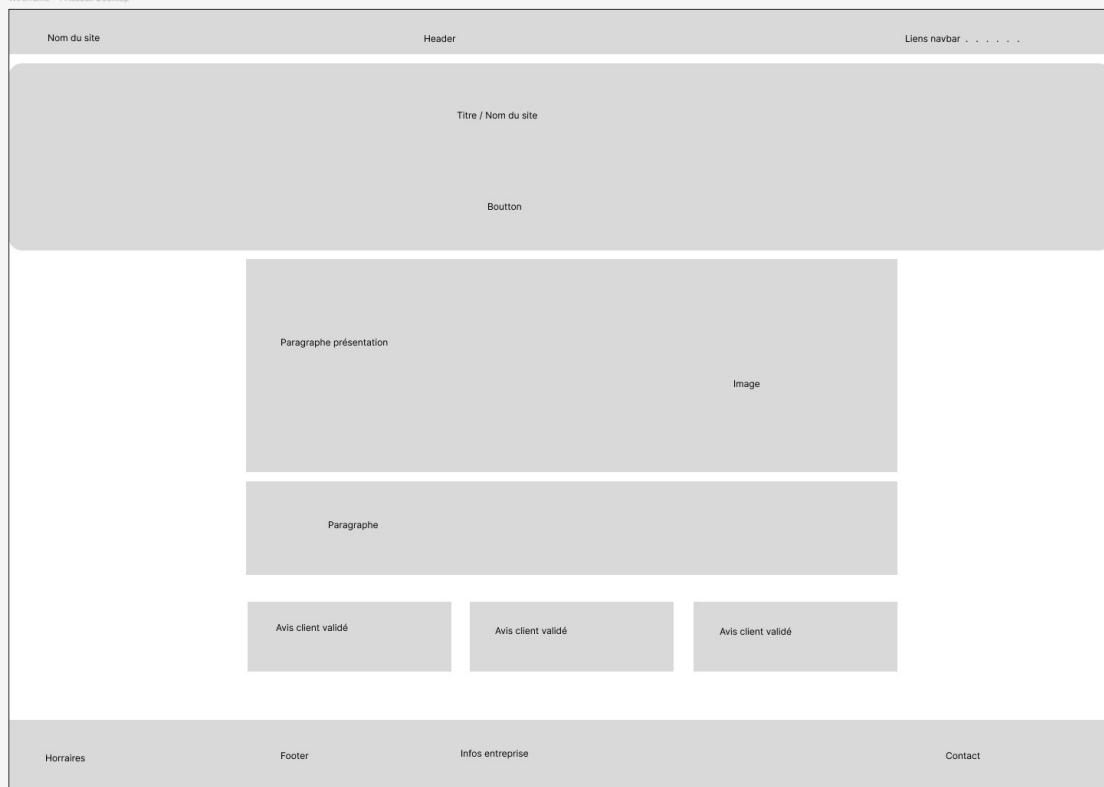 Nom du site
Header
Liens navbar . . . . . .
Titre / Nom du site
Boutton
Paragraphe présentation
Image
Paragraphe
Avis client validé
Avis client validé
Avis client validé
Horraires
Footer
Infos entreprise
Contact